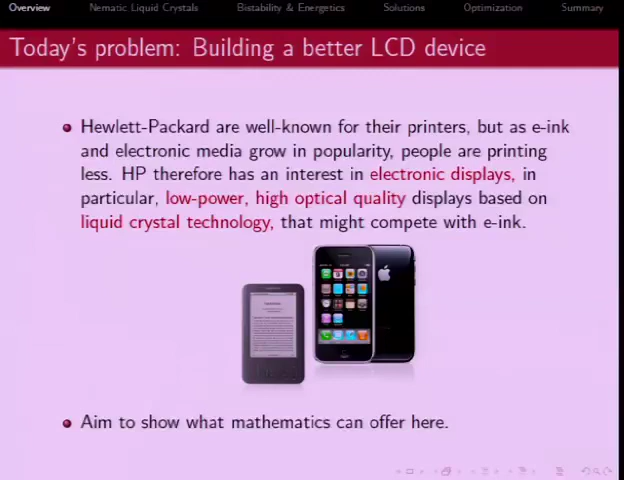 Overview Nematic Liquid Crystals Bistability & Energetics Solutions Optimization Summary
Today's problem: Building a better LCD device
Hewlett-Packard are well-known for their printers, but as e-ink
and electronic media grow in popularity, people are printing
less. HP therefore has an interest in electronic displays, in
particular, low-power, high optical quality displays based on
liquid crystal technology, that might compete with e-ink.
Aim to show what mathematics can offer here.